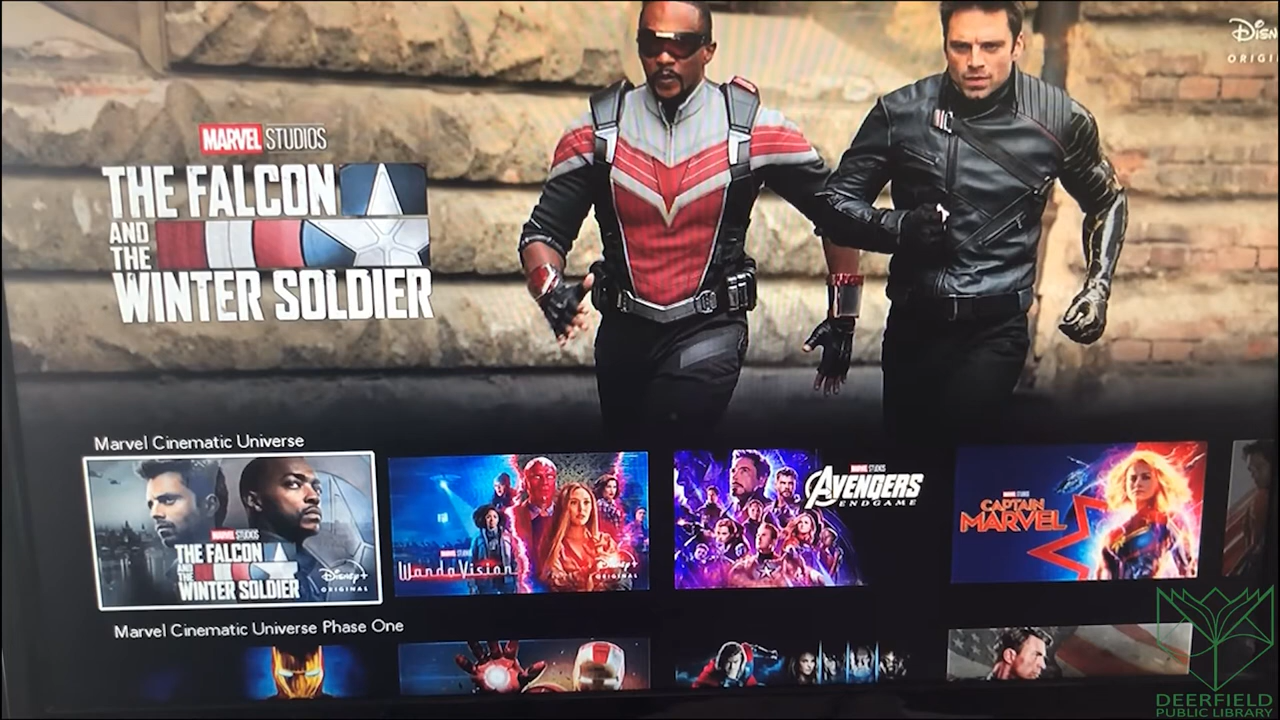 DISN
ORIGI
MARVEL STUDIOS
THE FALCON
AND
THE
WINTER SOLDIER
Marvel Cinematic Universe
MARVEL STUDIOS
THE FALCON
AND
THE
WINTER SOLDIER
Disney+
ORIGINAL
MARVEL STUDIOS
WandaVision
Disney+
ORIGINAL
MARVEL STUDIOS
AVENGERS
ENDGAME
MARVEL STUDIOS
CAPTAIN
MARVEL
Marvel Cinematic Universe Phase One
DEERFIELD
PUBLIC LIBRARY